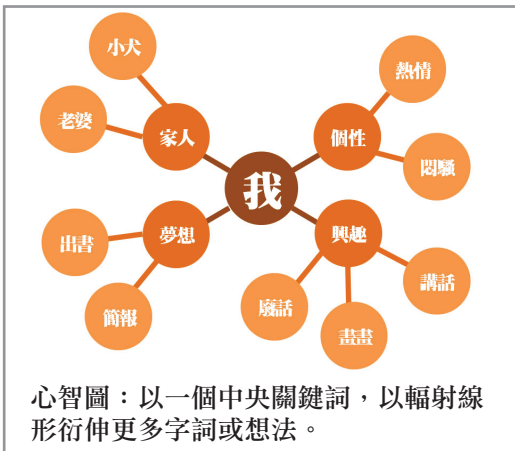 小犬
老婆
家人
熱情
個性
悶騷
我
出書
夢想
簡報
興趣
講話
廢話
畫畫
心智圖：以一個中央關鍵詞，以輻射線
形衍伸更多字詞或想法。